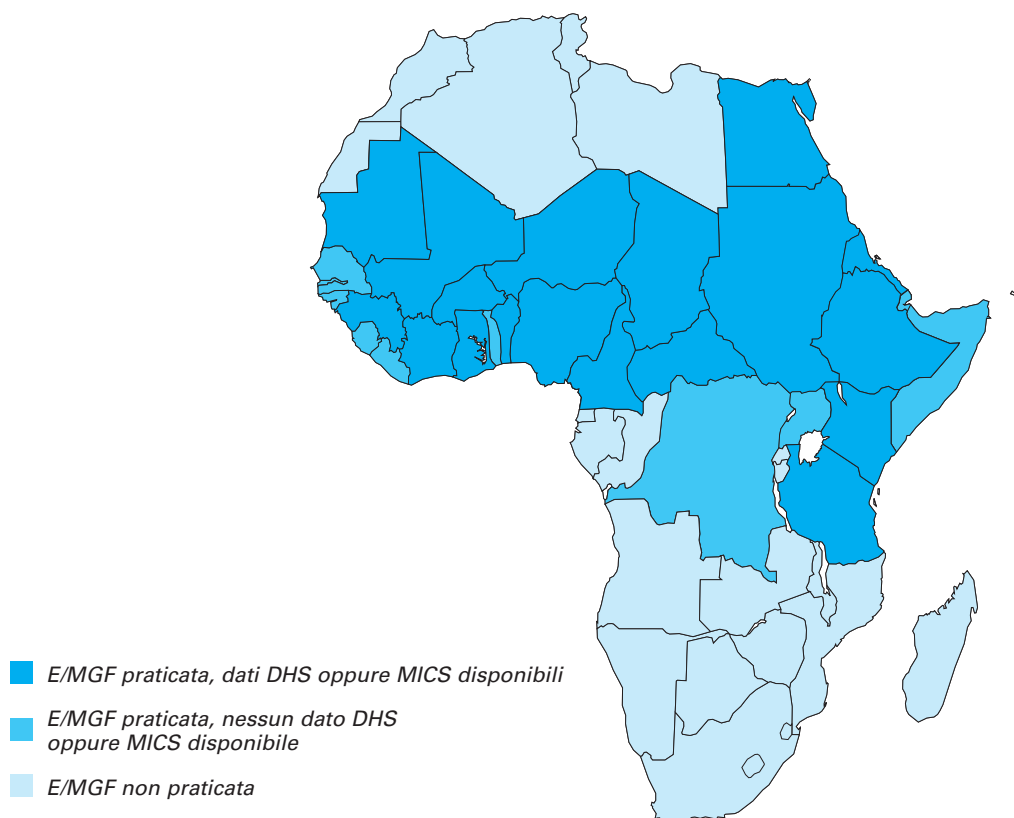 E/MGF praticata, dati DHS oppure MICS disponibili
E/MGF praticata, nessun dato DHS
oppure MICS disponibile
E/MGF non praticata